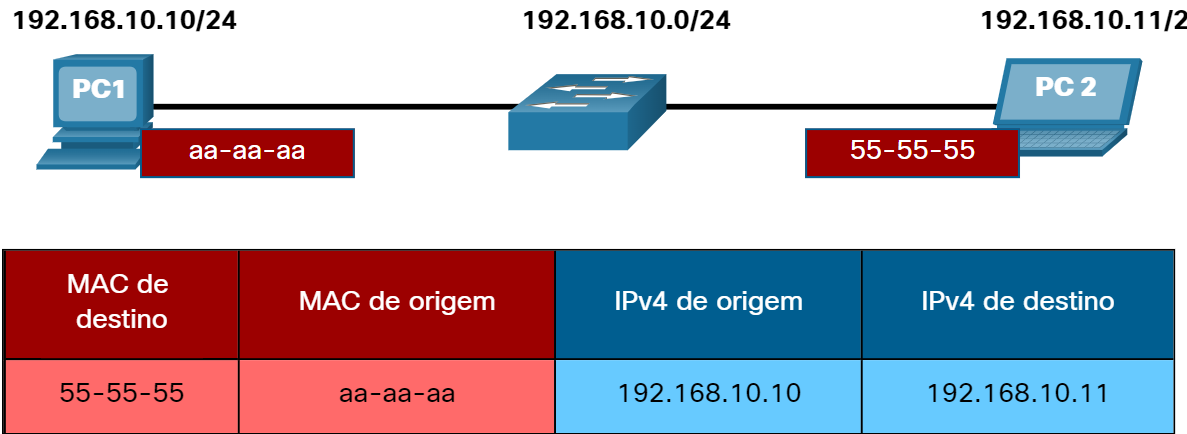 192.168.10.10/24
192.168.10.0/24
192.168.10.11/2
PC1
PC 2
aa-aa-aa
55-55-55
MAC de
destino
MAC de origem
IPv4 de origem
IPv4 de destino
55-55-55
aa-aa-aa
192.168.10.10
192.168.10.11